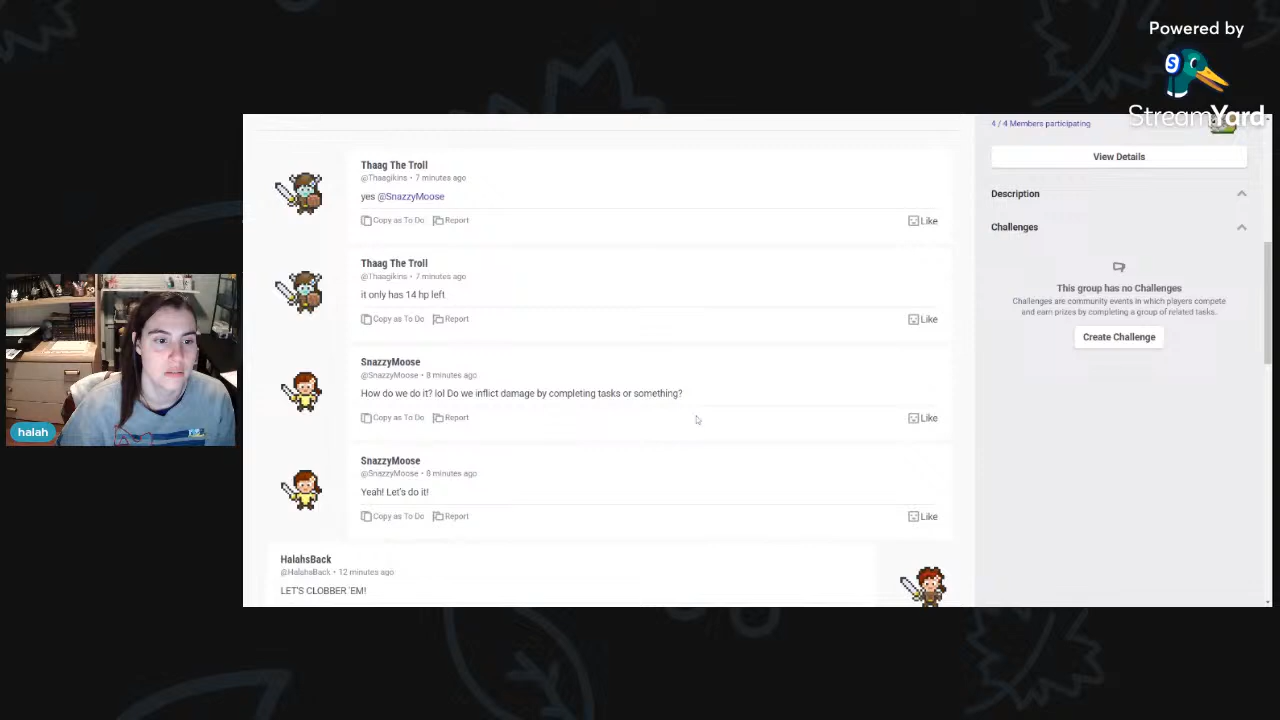 Powered by
StreamYard
4 / 4 Members participating
View Details
Description
Challenges
This group has no Challenges
Challenges are community events in which players compete
and earn prizes by completing a group of related tasks.
Create Challenge
Thaag The Troll
@Thaagikins • 7 minutes ago
yes @SnazzyMoose
Copy as To Do Report Like
Thaag The Troll
@Thaagikins • 7 minutes ago
it only has 14 hp left
Copy as To Do Report Like
SnazzyMoose
@SnazzyMoose • 8 minutes ago
How do we do it? lol Do we inflict damage by completing tasks or something?
Copy as To Do Report Like
SnazzyMoose
@SnazzyMoose • 8 minutes ago
Yeah! Let's do it!
Copy as To Do Report Like
HalahsBack
@HalahsBack • 12 minutes ago
LET'S CLOBBER 'EM!
halah